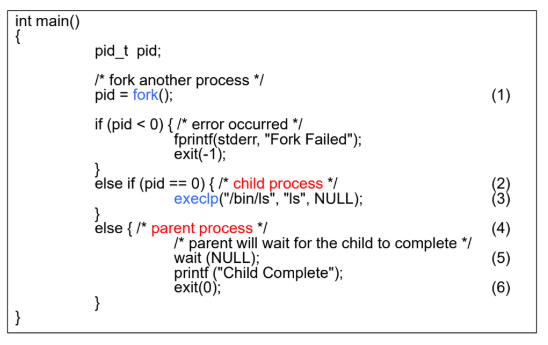 int main()
{
pid_t pid;
/* fork another process */
pid = fork(); (1)
if (pid < 0) { /* error occurred */
fprintf(stderr, "Fork Failed");
exit(-1);
}
else if (pid == 0) { /* child process */ (2)
execlp("/bin/ls", "ls", NULL); (3)
}
else { /* parent process */ (4)
/* parent will wait for the child to complete */
wait (NULL); (5)
printf ("Child Complete");
exit(0); (6)
}
}